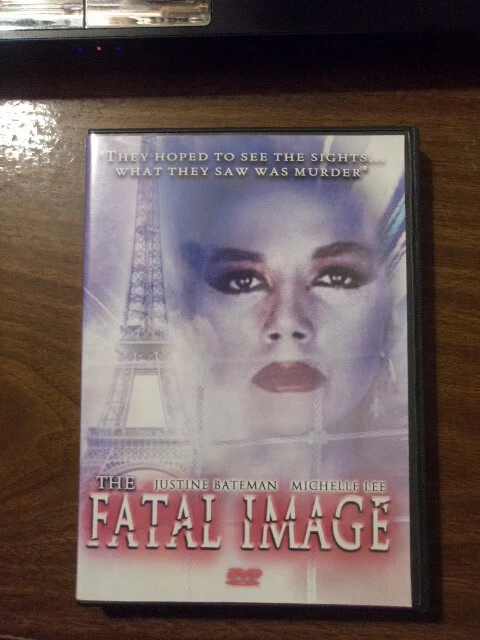 THEY HOPED TO SEE THE SIGHTS...
WHAT THEY SAW WAS MURDER"
THE JUSTINE BATEMAN MICHELLE LEE
FATAL IMAGE
DVD